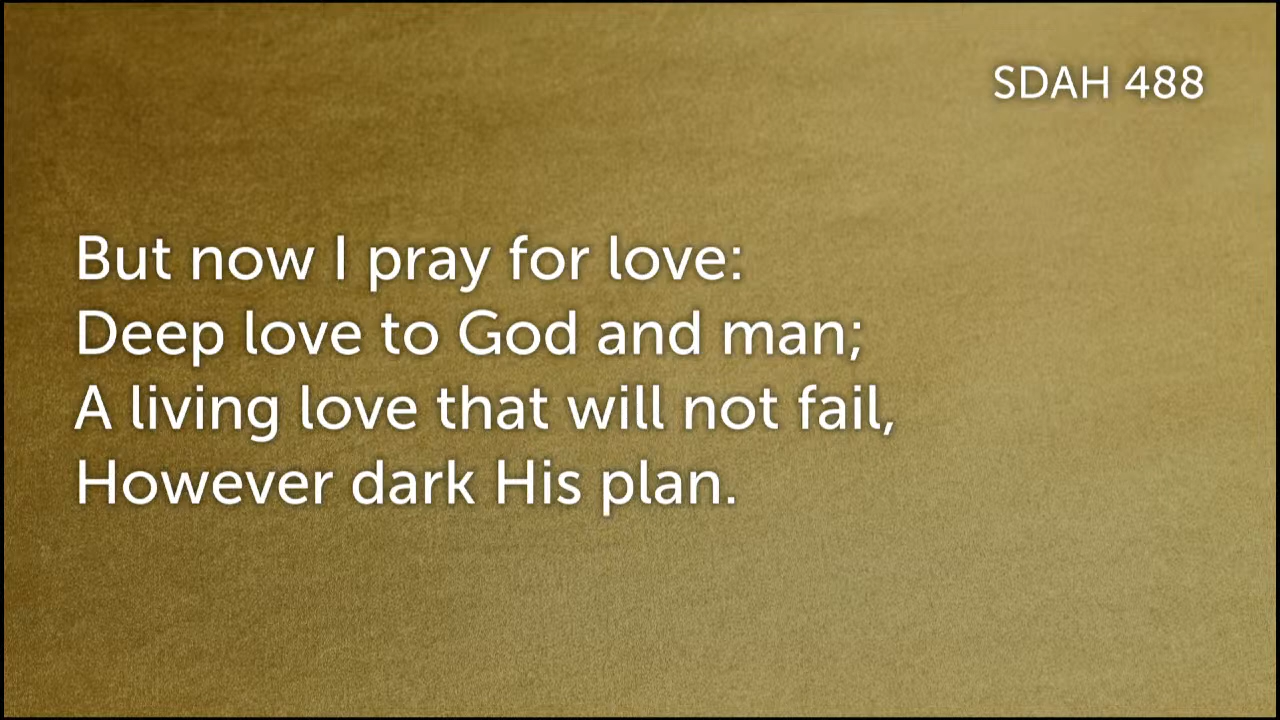 SDAH 488
But now I pray for love:
Deep love to God and man;
A living love that will not fail,
However dark His plan.